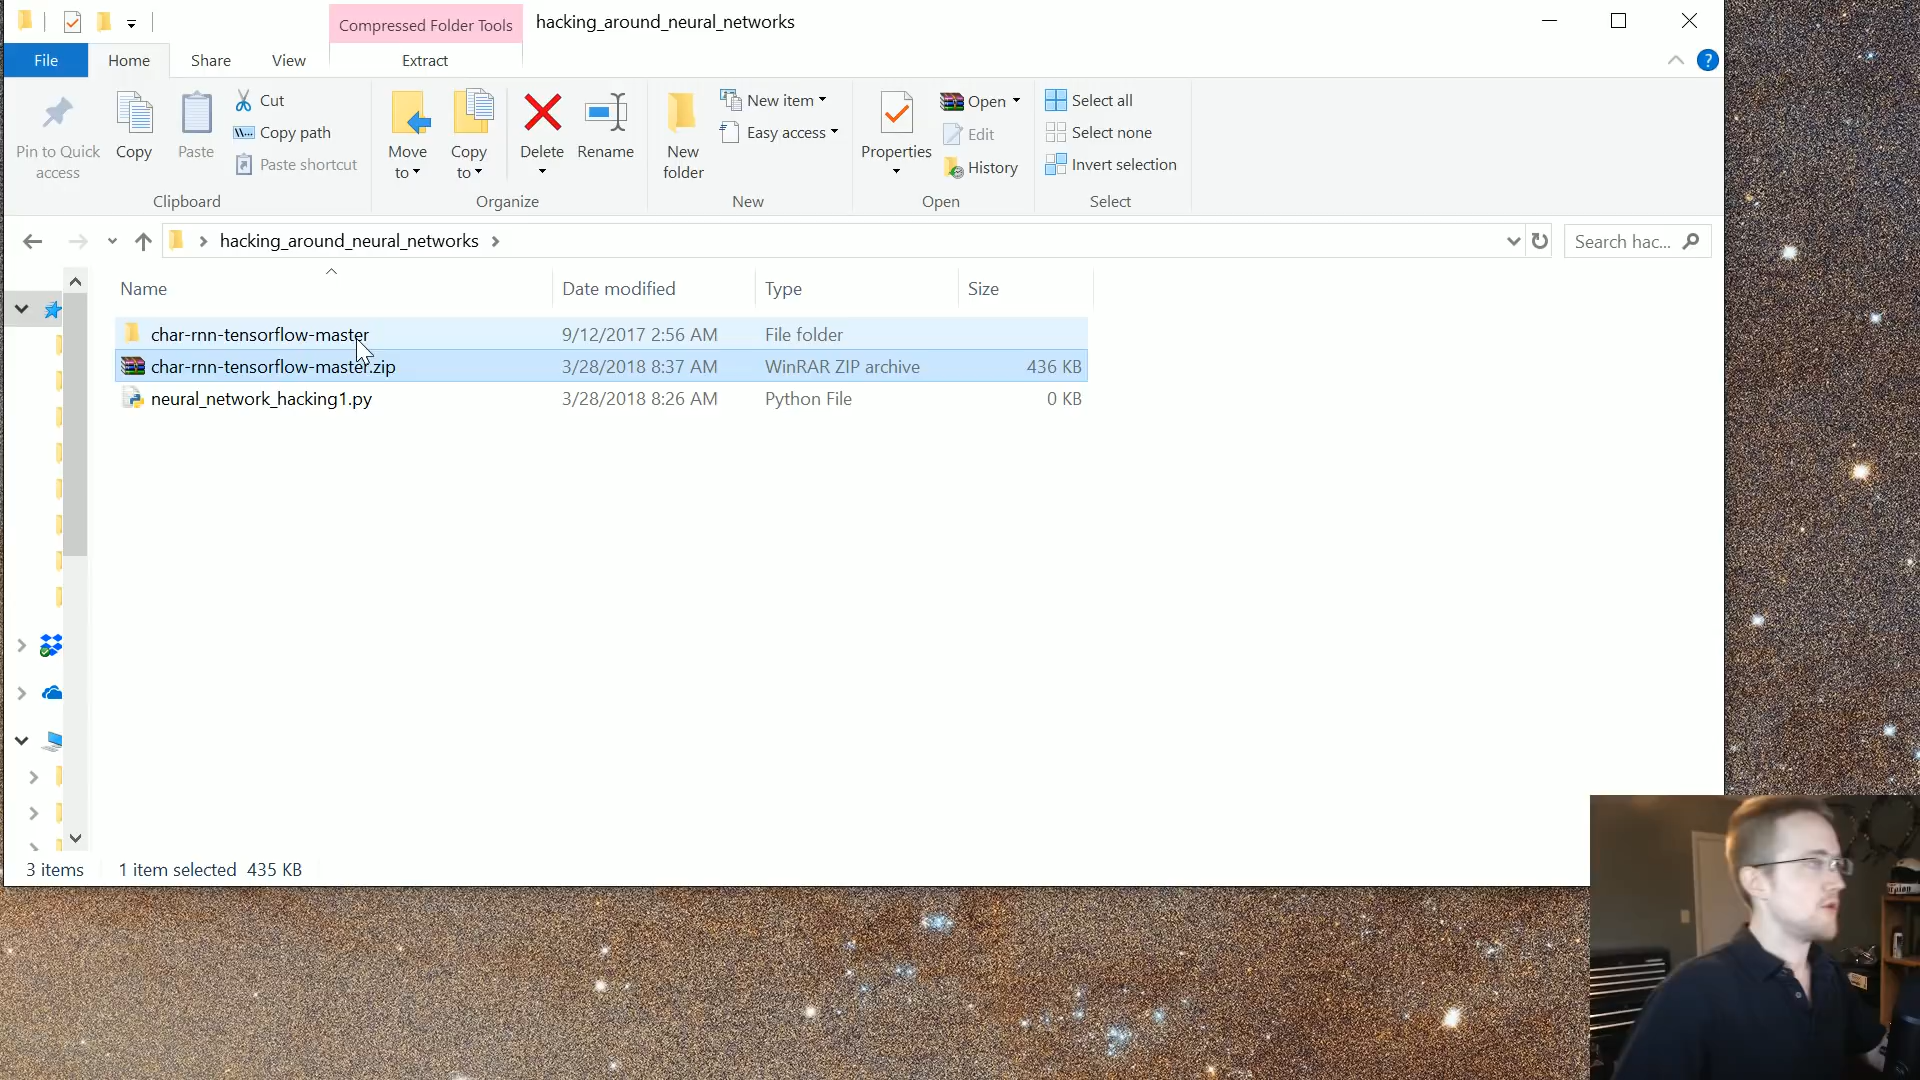 Compressed Folder Tools
hacking_around_neural_networks
File
Home
Share
View
Extract
Pin to Quick access
Copy
Paste
Cut
Copy path
Paste shortcut
Clipboard
Move to
Copy to
Delete
Rename
Organize
New folder
New item
Easy access
New
Properties
Open
Edit
History
Open
Select all
Select none
Invert selection
Select
hacking_around_neural_networks
Search hac...
Name
Date modified
Type
Size
char-rnn-tensorflow-master 9/12/2017 2:56 AM File folder
char-rnn-tensorflow-master.zip 3/28/2018 8:37 AM WinRAR ZIP archive 436 KB
neural_network_hacking1.py 3/28/2018 8:26 AM Python File 0 KB
3 items
1 item selected 435 KB